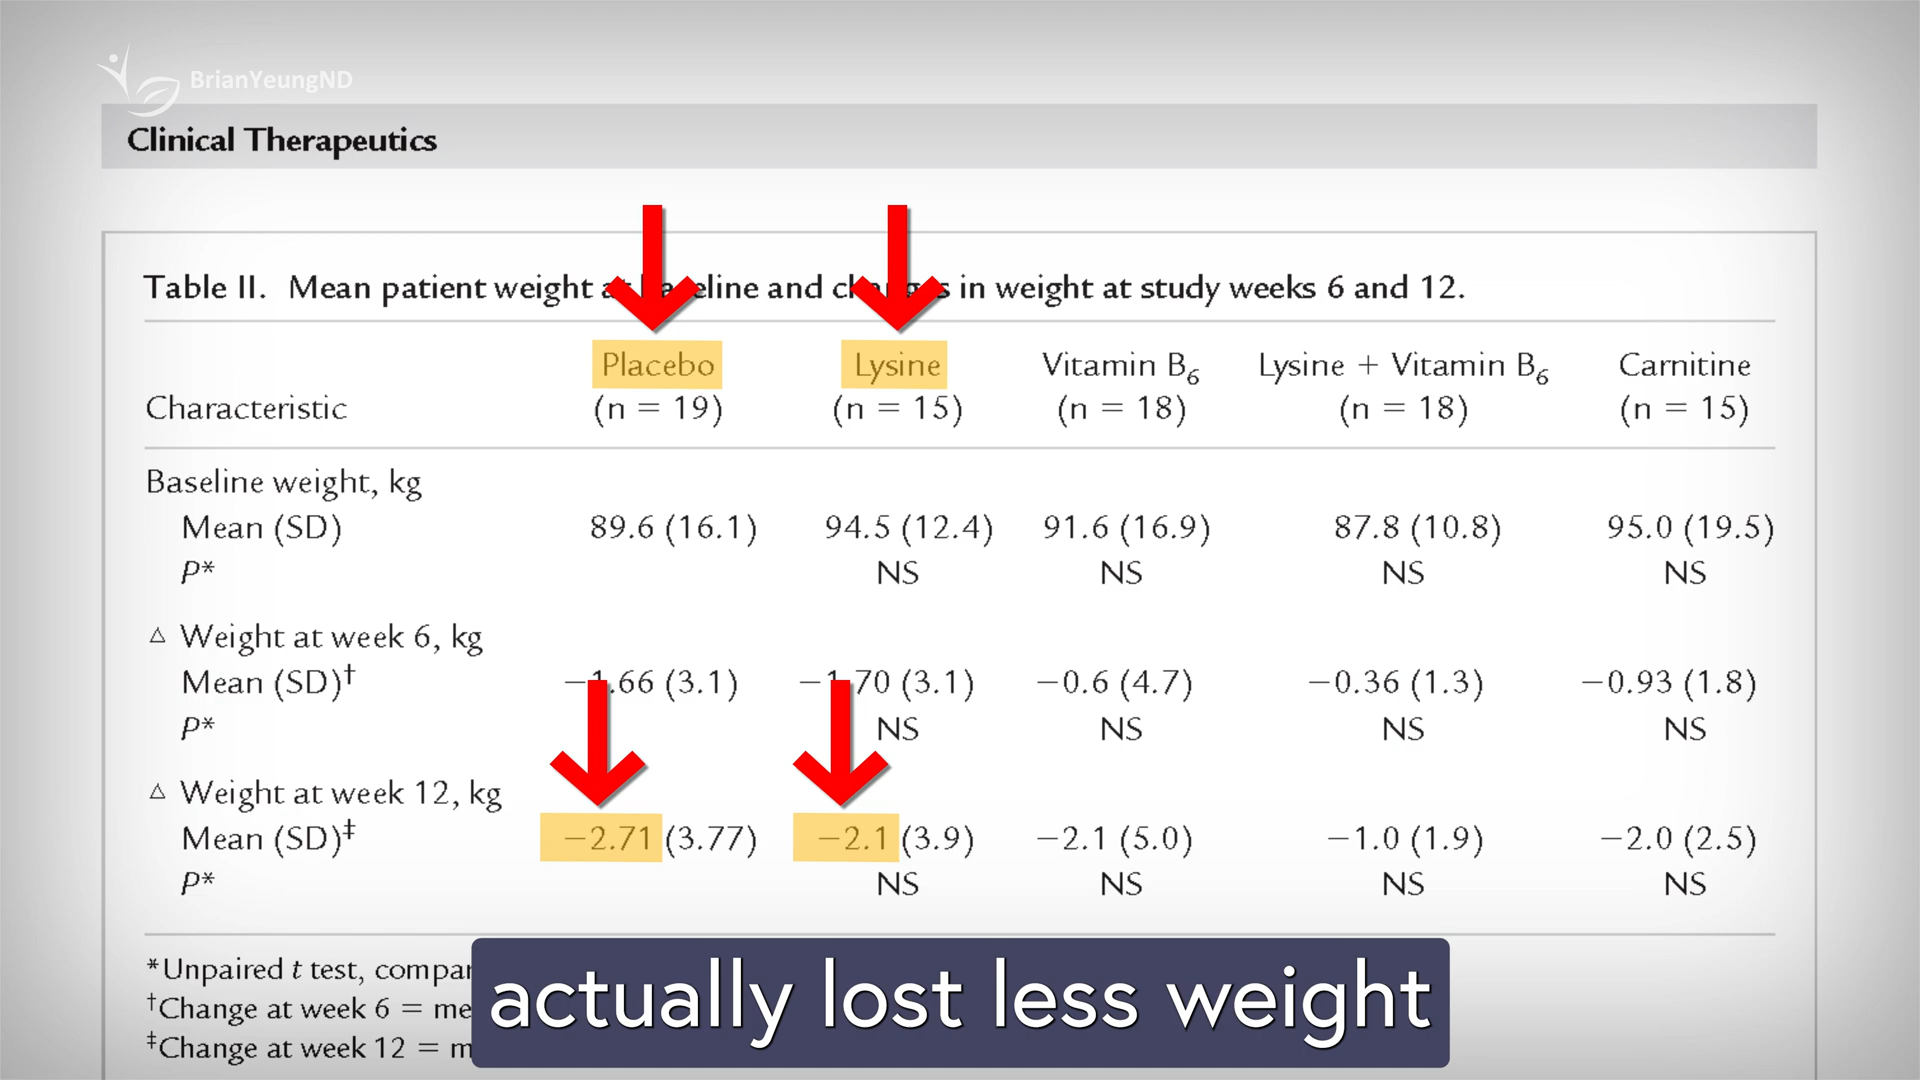 BrianYeungND
Clinical Therapeutics
Table II. Mean patient weight at baseline and changes in weight at study weeks 6 and 12.
Placebo Lysine Vitamin B₆ Lysine + Vitamin B₆ Carnitine
Characteristic (n = 19) (n = 15) (n = 18) (n = 18) (n = 15)
Baseline weight, kg
Mean (SD) 89.6 (16.1) 94.5 (12.4) 91.6 (16.9) 87.8 (10.8) 95.0 (19.5)
P* NS NS NS NS
△ Weight at week 6, kg
Mean (SD)† −1.66 (3.1) −1.70 (3.1) −0.6 (4.7) −0.36 (1.3) −0.93 (1.8)
P* NS NS NS NS
△ Weight at week 12, kg
Mean (SD)‡ −2.71 (3.77) −2.1 (3.9) −2.1 (5.0) −1.0 (1.9) −2.0 (2.5)
P* NS NS NS NS
*Unpaired t test, compar
†Change at week 6 = me
‡Change at week 12 = m
actually lost less weight